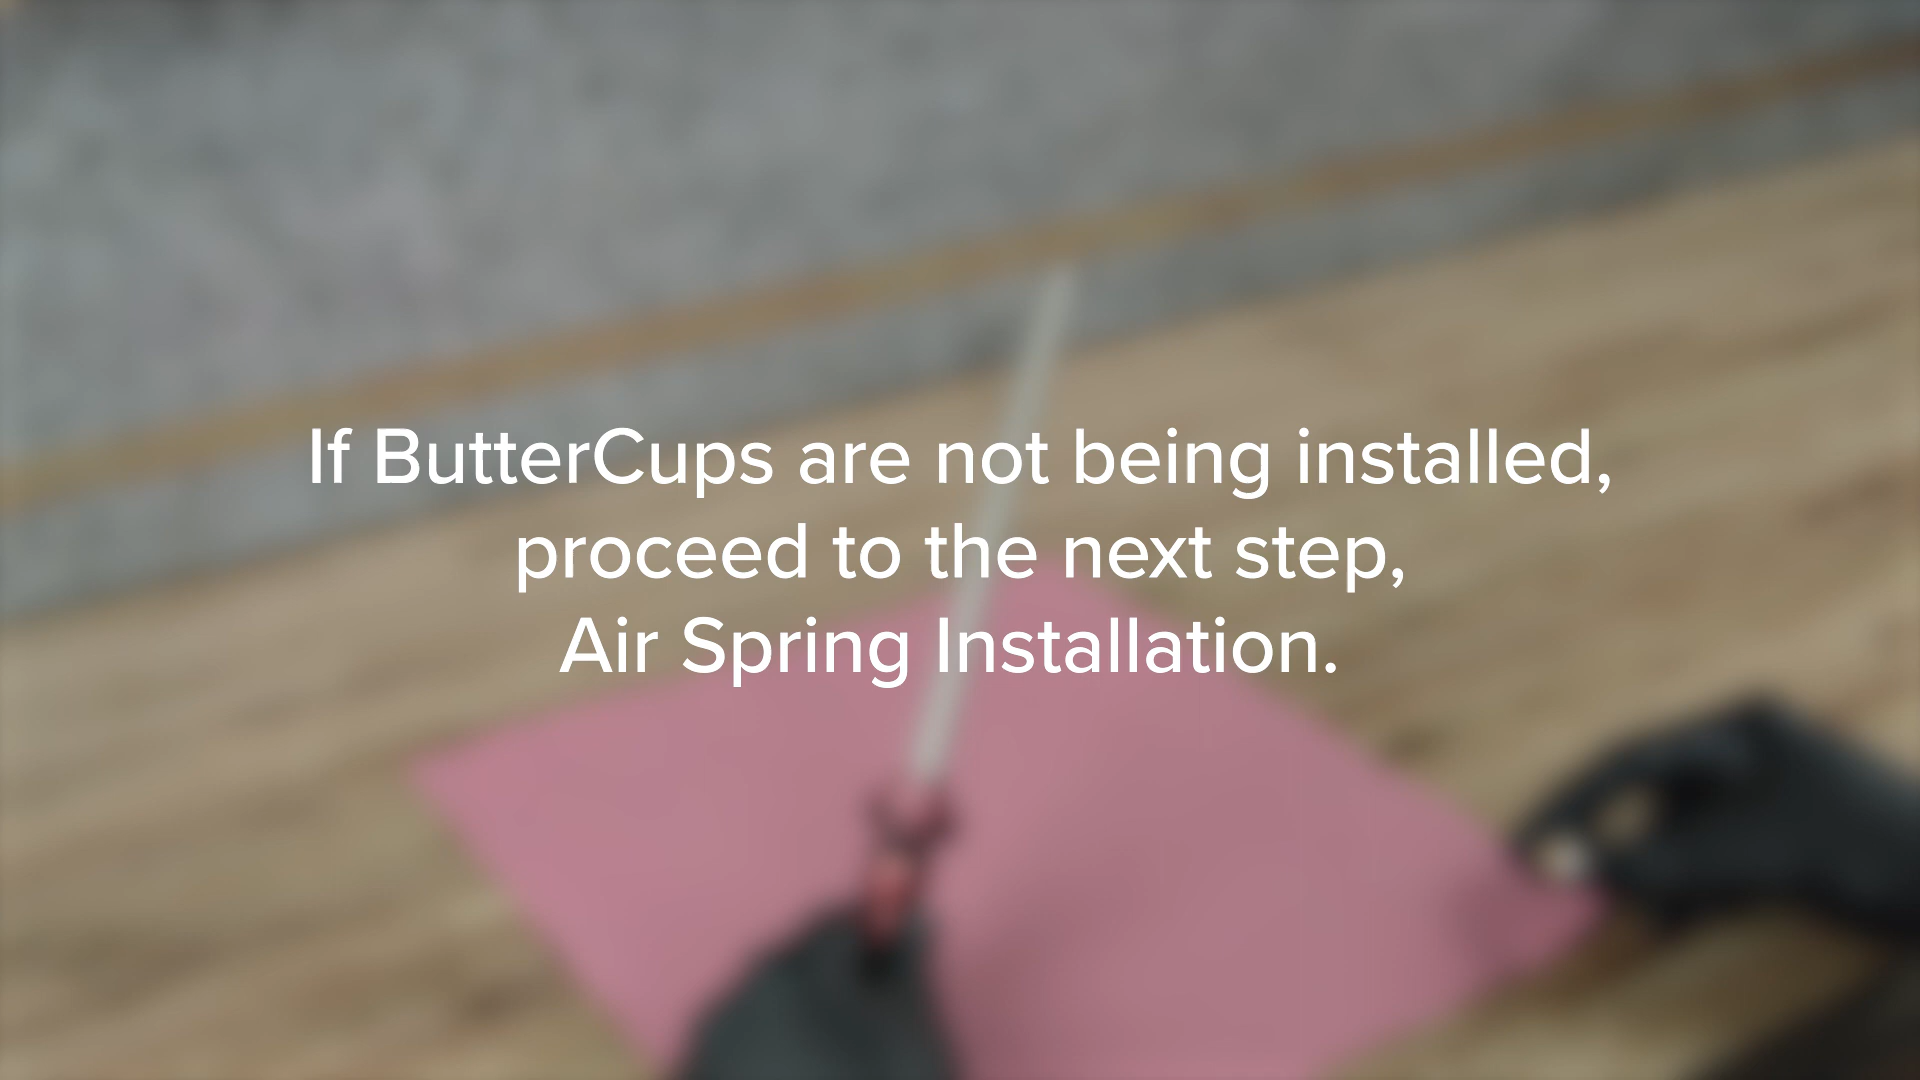 If ButterCups are not being installed,
proceed to the next step,
Air Spring Installation.